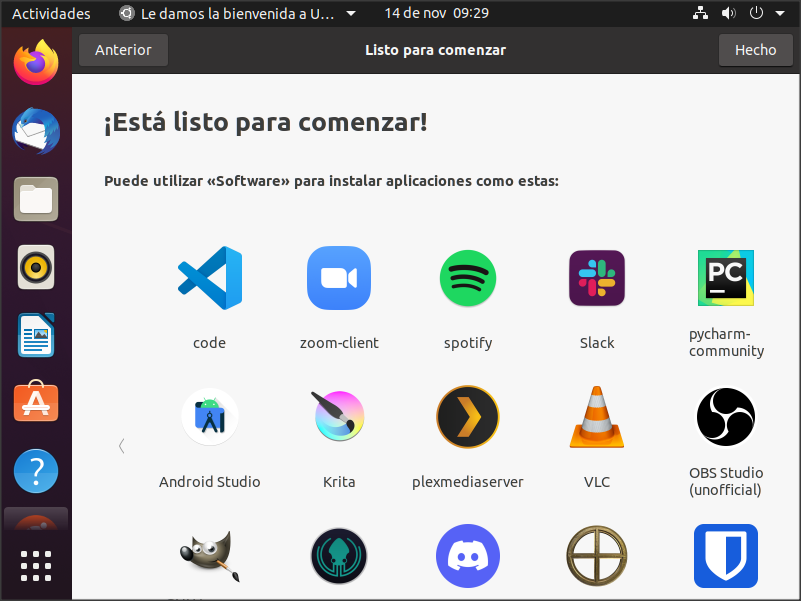 Actividades
Le damos la bienvenida a U…
14 de nov 09:29
Anterior
Listo para comenzar
Hecho
¡Está listo para comenzar!
Puede utilizar «Software» para instalar aplicaciones como estas:
PC
code
zoom-client
spotify
Slack
pycharm-
community
Android Studio
Krita
plexmediaserver
VLC
OBS Studio
(unofficial)